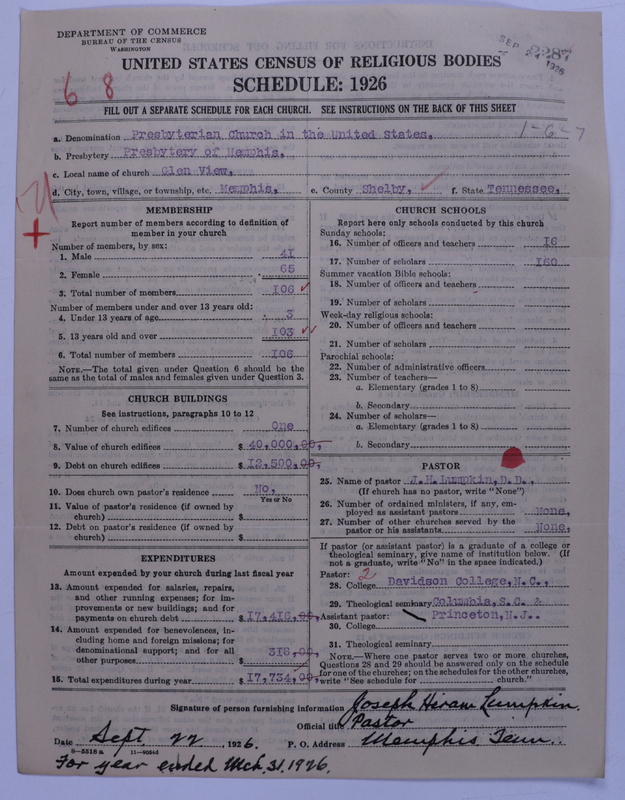 DEPARTMENT OF COMMERCE
BUREAU OF THE CENSUS
WASHINGTON
SEP 24 1926
2287
UNITED STATES CENSUS OF RELIGIOUS BODIES
SCHEDULE: 1926
6 8
FILL OUT A SEPARATE SCHEDULE FOR EACH CHURCH. SEE INSTRUCTIONS ON THE BACK OF THIS SHEET
a. Denomination Presbyterian Church in the United States, 1-6-7
b. Presbytery Presbytery of Memphis,
c. Local name of church Glen View,
d. City, town, village, or township, etc. Memphis, e. County Shelby, f. State Tennessee,
MEMBERSHIP
Report number of members according to definition of
member in your church
Number of members, by sex:
1. Male 41
2. Female 65
3. Total number of members 106
Number of members under and over 13 years old:
4. Under 13 years of age 3
5. 13 years old and over 103
6. Total number of members 106
NOTE.—The total given under Question 6 should be
same as the total of males and females given under Question 3.
CHURCH BUILDINGS
See instructions, paragraphs 10 to 12
7. Number of church edifices One
8. Value of church edifices $ 40,000,00,
9. Debt on church edifices $ 12,500,00,
10. Does church own pastor's residence No,
Yes or No
11. Value of pastor's residence (if owned by
church) $
12. Debt on pastor's residence (if owned by
church) $
EXPENDITURES
Amount expended by your church during last fiscal year
13. Amount expended for salaries, repairs,
and other running expenses; for im-
provements or new buildings; and for
payments on church debt $ 17,416,00,
14. Amount expended for benevolences, in-
cluding home and foreign missions; for
denominational support; and for all
other purposes 318,00,
15. Total expenditures during year $ 17,734,00,
CHURCH SCHOOLS
Report here only schools conducted by this church
Sunday schools:
16. Number of officers and teachers 16
17. Number of scholars 160
Summer vacation Bible schools:
18. Number of officers and teachers
19. Number of scholars
Week-day religious schools:
20. Number of officers and teachers
21. Number of scholars
Parochial schools:
22. Number of administrative officers
23. Number of teachers—
a. Elementary (grades 1 to 8)
b. Secondary
24. Number of scholars—
a. Elementary (grades 1 to 8)
b. Secondary
PASTOR
25. Name of pastor J.H.Lumpkin,D.D.,
(If church has no pastor, write "None")
26. Number of ordained ministers, if any, em-
ployed as assistant pastors None,
27. Number of other churches served by the
pastor or his assistants None,
If pastor (or assistant pastor) is a graduate of a college or
theological seminary, give name of institution below. (If
not a graduate, write "No" in the space indicated.)
Pastor: 2
28. College Davidson College,N.C.,
29. Theological seminary Columbia,S.C. &
Assistant pastor: Princeton,N.J..
30. College
31. Theological seminary
NOTE.—Where one pastor serves two or more churches,
Questions 28 and 29 should be answered only on the schedule
for one of the churches; on the schedules for the other churches,
write "See schedule for church."
Signature of person furnishing information Joseph Hiram Lumpkin.
Official title Pastor
Date Sept. 22, 1926. P. O. Address Memphis Tenn..
8-5518a 11-9054d
For year ended Mch.31.1926.